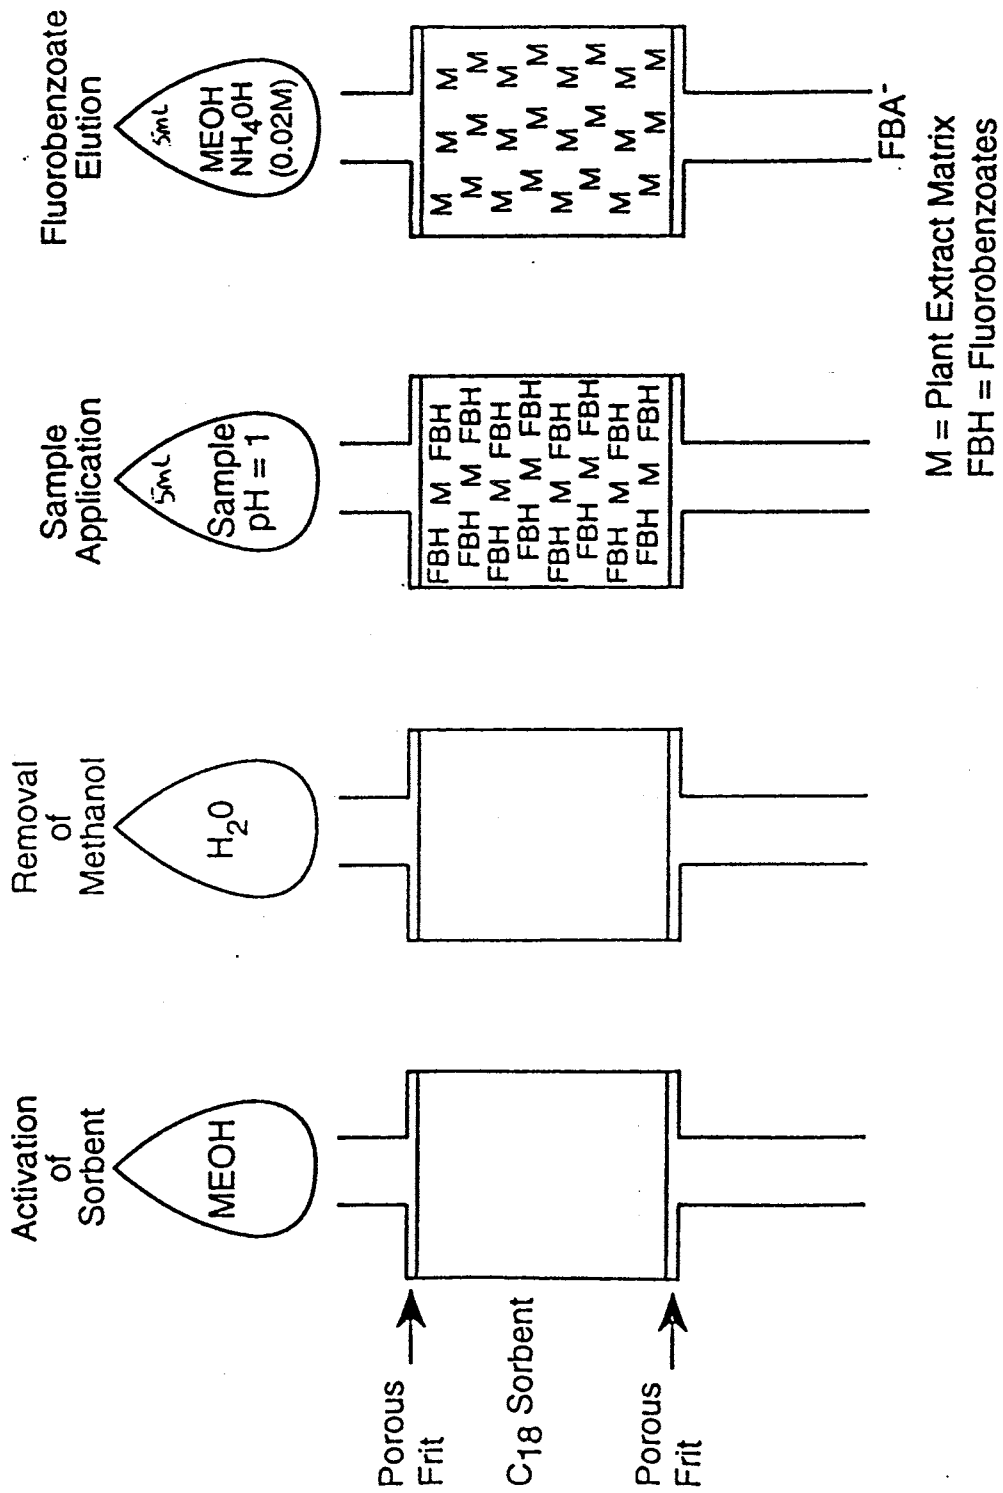 Activation
of
Sorbent
MEOH
Removal
of
Methanol
H20
Sample
Application
5mL
Sample
pH = 1
Fluorobenzoate
Elution
5mL
MEOH
NH4OH
(0.02M)
Porous
Frit
C18 Sorbent
Porous
Frit
FBH M FBH
FBH M FBH
FBH M FBH
FBH M FBH
FBH M FBH
FBH M FBH
FBH M FBH
FBH M FBH
M M M
M M M
M M M
M M M
M M M
M M M
M M M
M M M
FBA-
M = Plant Extract Matrix
FBH = Fluorobenzoates